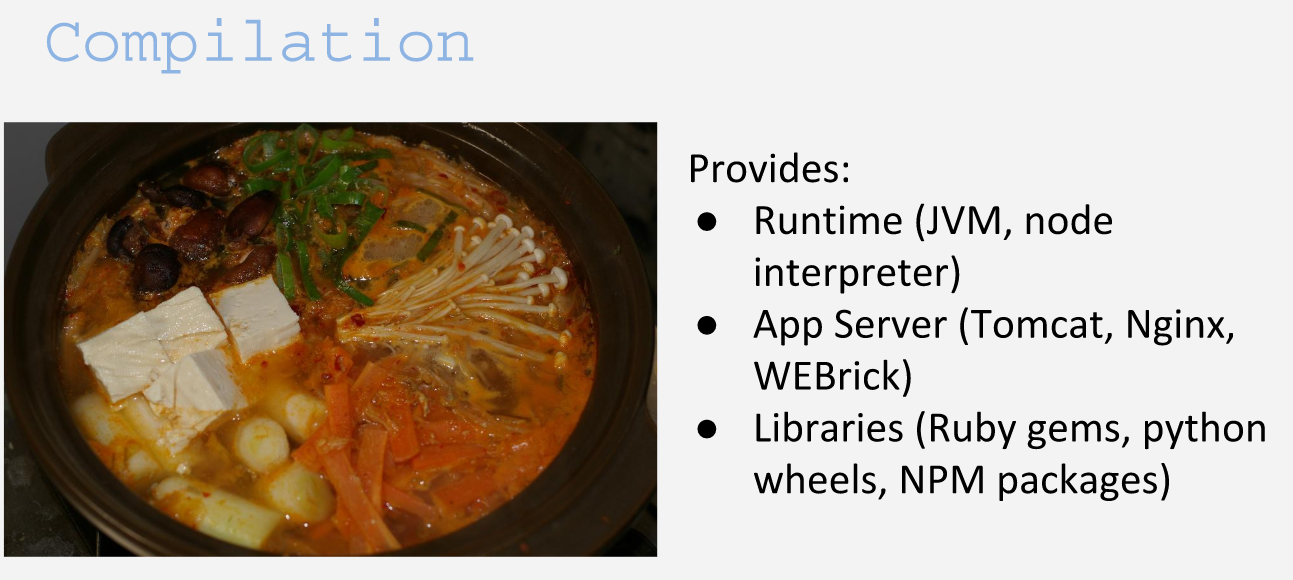 Compilation
Provides:
● Runtime (JVM, node
interpreter)
● App Server (Tomcat, Nginx,
WEBrick)
● Libraries (Ruby gems, python
wheels, NPM packages)